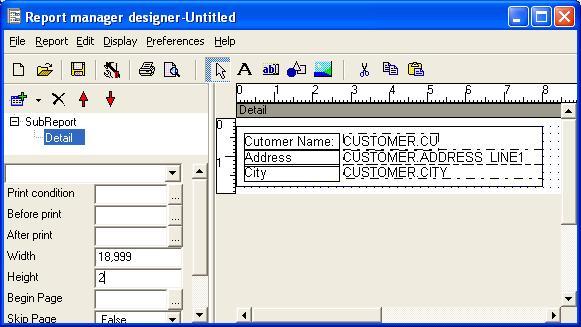 Report manager designer-Untitled
File Report Edit Display Preferences Help
0 1 2 3 4 5 6 7 8
Detail
SubReport
Detail
0
1
Cutomer Name: CUSTOMER.CU
Address CUSTOMER.ADDRESS_LINE1
City CUSTOMER.CITY
Print condition ...
Before print ...
After print ...
Width 18,999
Height 2
Begin Page ...
Skip Page False